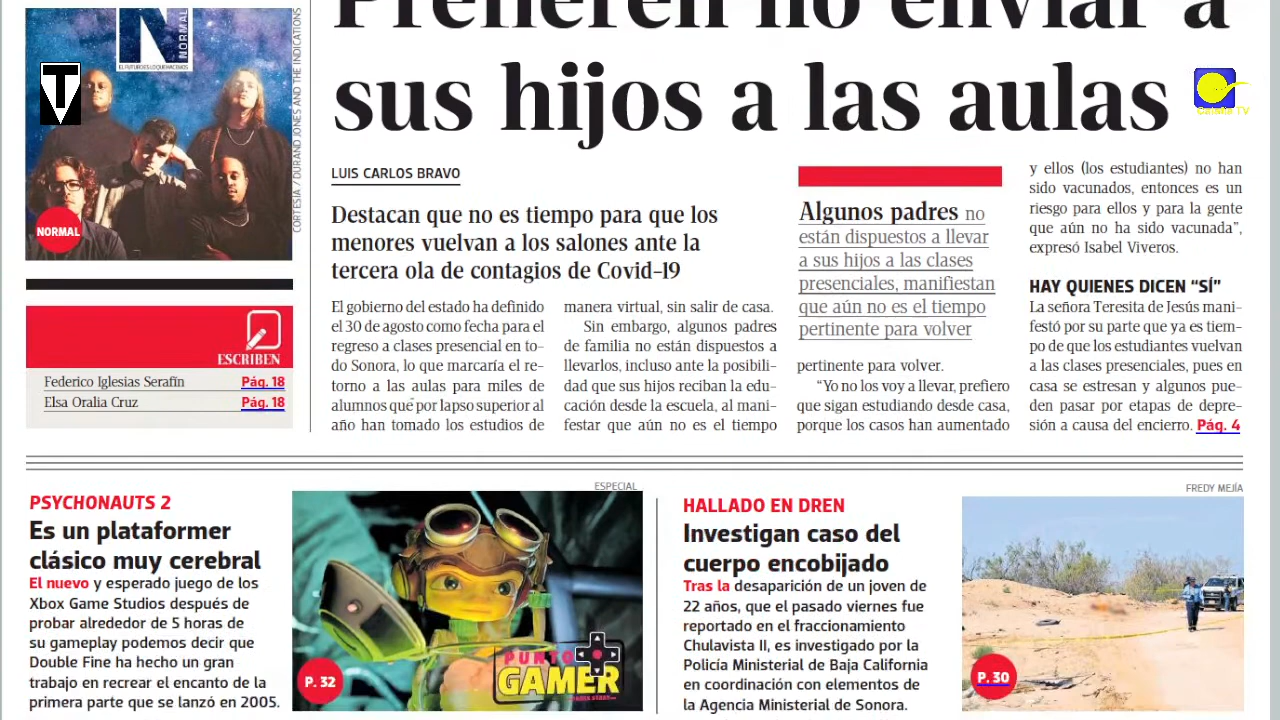 Prefieren no enviar a
sus hijos a las aulas
N
NORMAL
EL FUTURO ES LO QUE HACEMOS
T
NORMAL
CORTESÍA / DURAND JONES AND THE INDICATIONS
ESCRIBEN
Federico Iglesias Serafín Pág. 18
Elsa Oralia Cruz Pág. 18
LUIS CARLOS BRAVO
Destacan que no es tiempo para que los
menores vuelvan a los salones ante la
tercera ola de contagios de Covid-19
El gobierno del estado ha definido
el 30 de agosto como fecha para el
regreso a clases presencial en to-
do Sonora, lo que marcaría el re-
torno a las aulas para miles de
alumnos que por lapso superior al
año han tomado los estudios de
manera virtual, sin salir de casa.
Sin embargo, algunos padres
de familia no están dispuestos a
llevarlos, incluso ante la posibili-
dad que sus hijos reciban la edu-
cación desde la escuela, al mani-
festar que aún no es el tiempo
Algunos padres no
están dispuestos a llevar
a sus hijos a las clases
presenciales, manifiestan
que aún no es el tiempo
pertinente para volver
pertinente para volver.
“Yo no los voy a llevar, prefiero
que sigan estudiando desde casa,
porque los casos han aumentado
y ellos (los estudiantes) no han
sido vacunados, entonces es un
riesgo para ellos y para la gente
que aún no ha sido vacunada”,
expresó Isabel Viveros.
HAY QUIENES DICEN “SÍ”
La señora Teresita de Jesús mani-
festó por su parte que ya es tiem-
po de que los estudiantes vuelvan
a las clases presenciales, pues en
casa se estresan y algunos pue-
den pasar por etapas de depre-
sión a causa del encierro. Pág. 4
PSYCHONAUTS 2
Es un plataformer
clásico muy cerebral
El nuevo y esperado juego de los
Xbox Game Studios después de
probar alrededor de 5 horas de
su gameplay podemos decir que
Double Fine ha hecho un gran
trabajo en recrear el encanto de la
primera parte que se lanzó en 2005.
ESPECIAL
P. 32
PUNTO
GAMER
HALLADO EN DREN
Investigan caso del
cuerpo encobijado
Tras la desaparición de un joven de
22 años, que el pasado viernes fue
reportado en el fraccionamiento
Chulavista II, es investigado por la
Policía Ministerial de Baja California
en coordinación con elementos de
la Agencia Ministerial de Sonora.
FREDY MEJÍA
P. 30